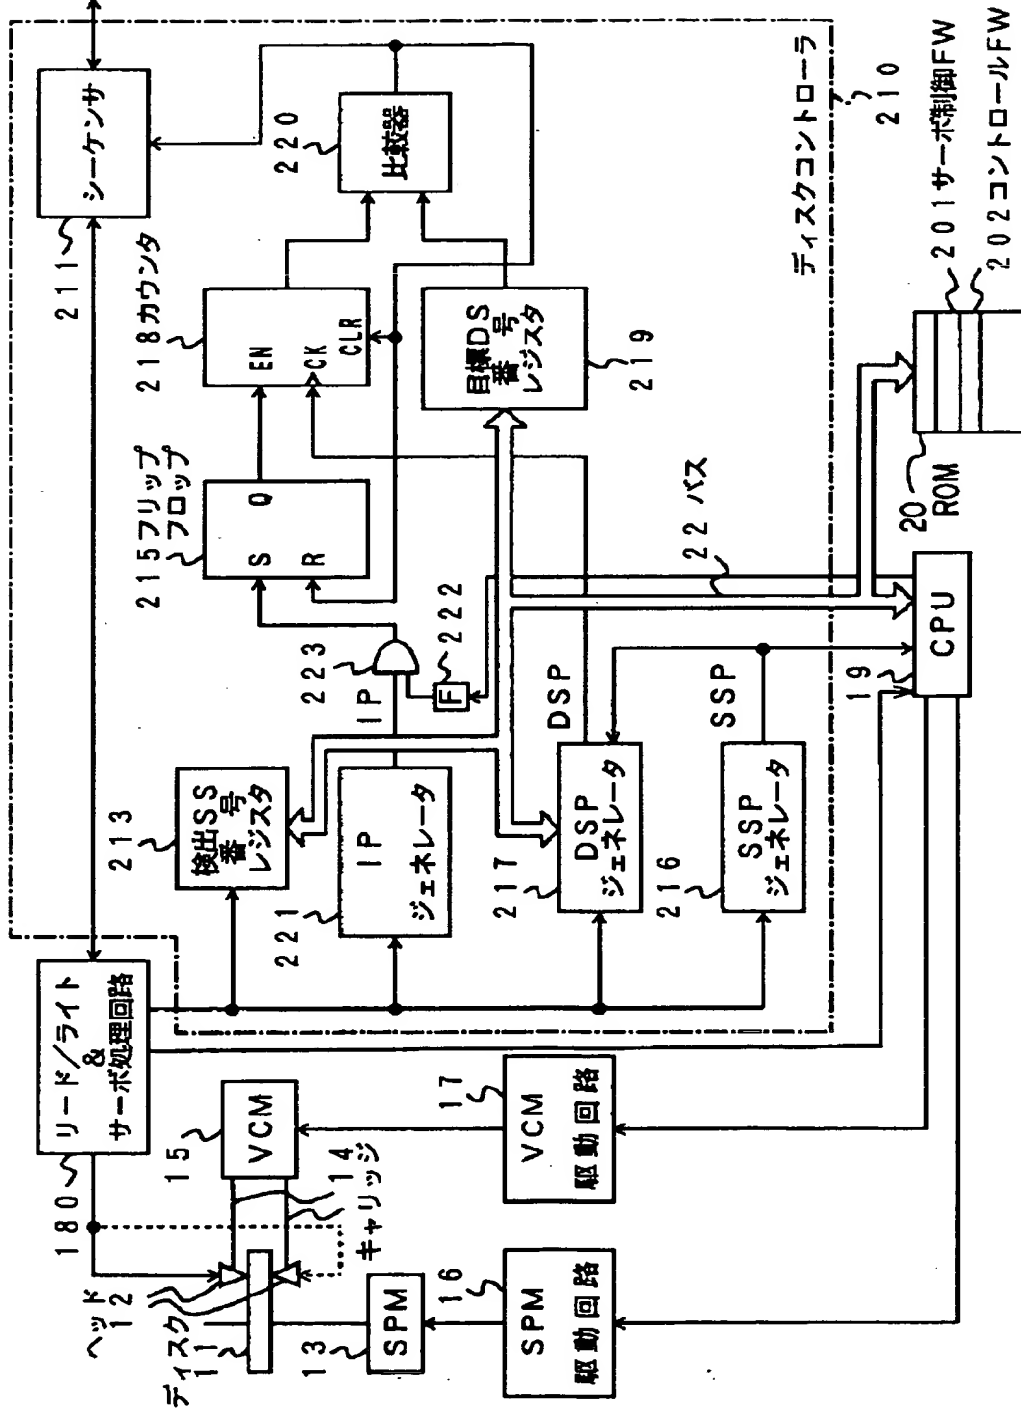 ヘッド
12
ディスク
11
180
リード/ライト
&
サーボ処理回路
15
VCM
14
キャリッジ
13
SPM
16
SPM
駆動回路
17
VCM
駆動回路
211
シーケンサ
213
検出SS
番号
レジスタ
221
IP
ジェネレータ
IP
223
F
222
215フリップ
フロップ
S
Q
R
218カウンタ
EN
CK
CLR
220
比較器
目標DS
番号
レジスタ
219
217
DSP
ジェネレータ
DSP
216
SSP
ジェネレータ
SSP
22 バス
ディスクコントローラ
210
19
CPU
20
ROM
201サーボ制御FW
202コントロールFW